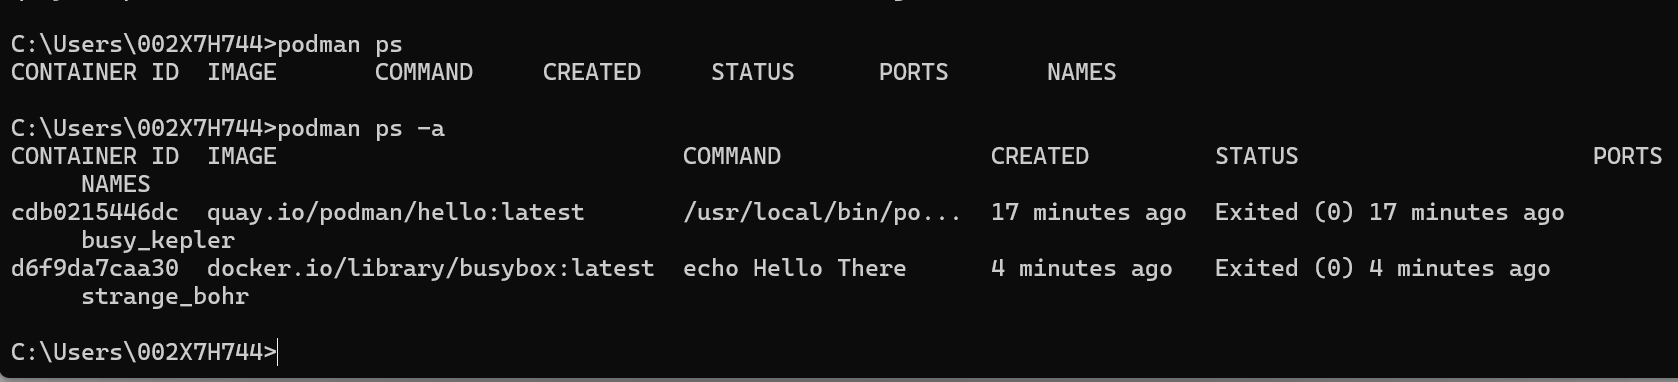 C:\Users\002X7H744>podman ps
CONTAINER ID  IMAGE       COMMAND     CREATED     STATUS      PORTS       NAMES
C:\Users\002X7H744>podman ps -a
CONTAINER ID  IMAGE                             COMMAND               CREATED         STATUS                     PORTS
     NAMES
cdb0215446dc  quay.io/podman/hello:latest       /usr/local/bin/po...  17 minutes ago  Exited (0) 17 minutes ago
     busy_kepler
d6f9da7caa30  docker.io/library/busybox:latest  echo Hello There      4 minutes ago   Exited (0) 4 minutes ago
     strange_bohr
C:\Users\002X7H744>